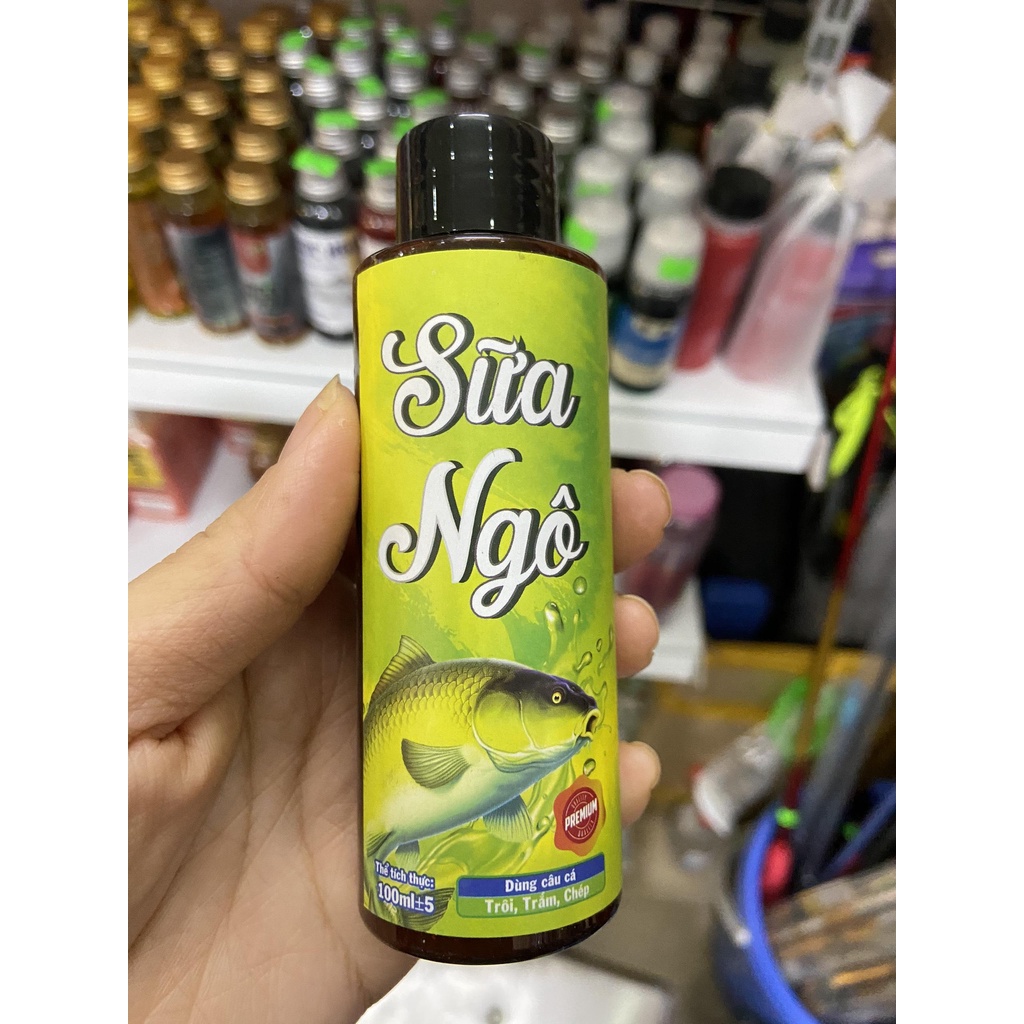 Sữa
Ngô
PREMIUM
Thể tích thực:
100ml±5
Dùng câu cá
Trôi, Trắm, Chép